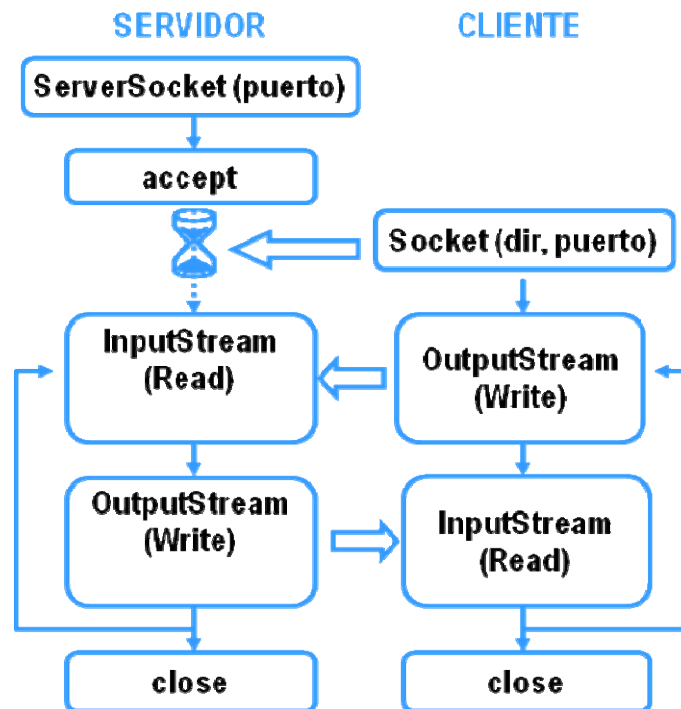 SERVIDOR
CLIENTE
ServerSocket (puerto)
accept
Socket (dir, puerto)
InputStream
(Read)
OutputStream
(Write)
OutputStream
(Write)
InputStream
(Read)
close
close